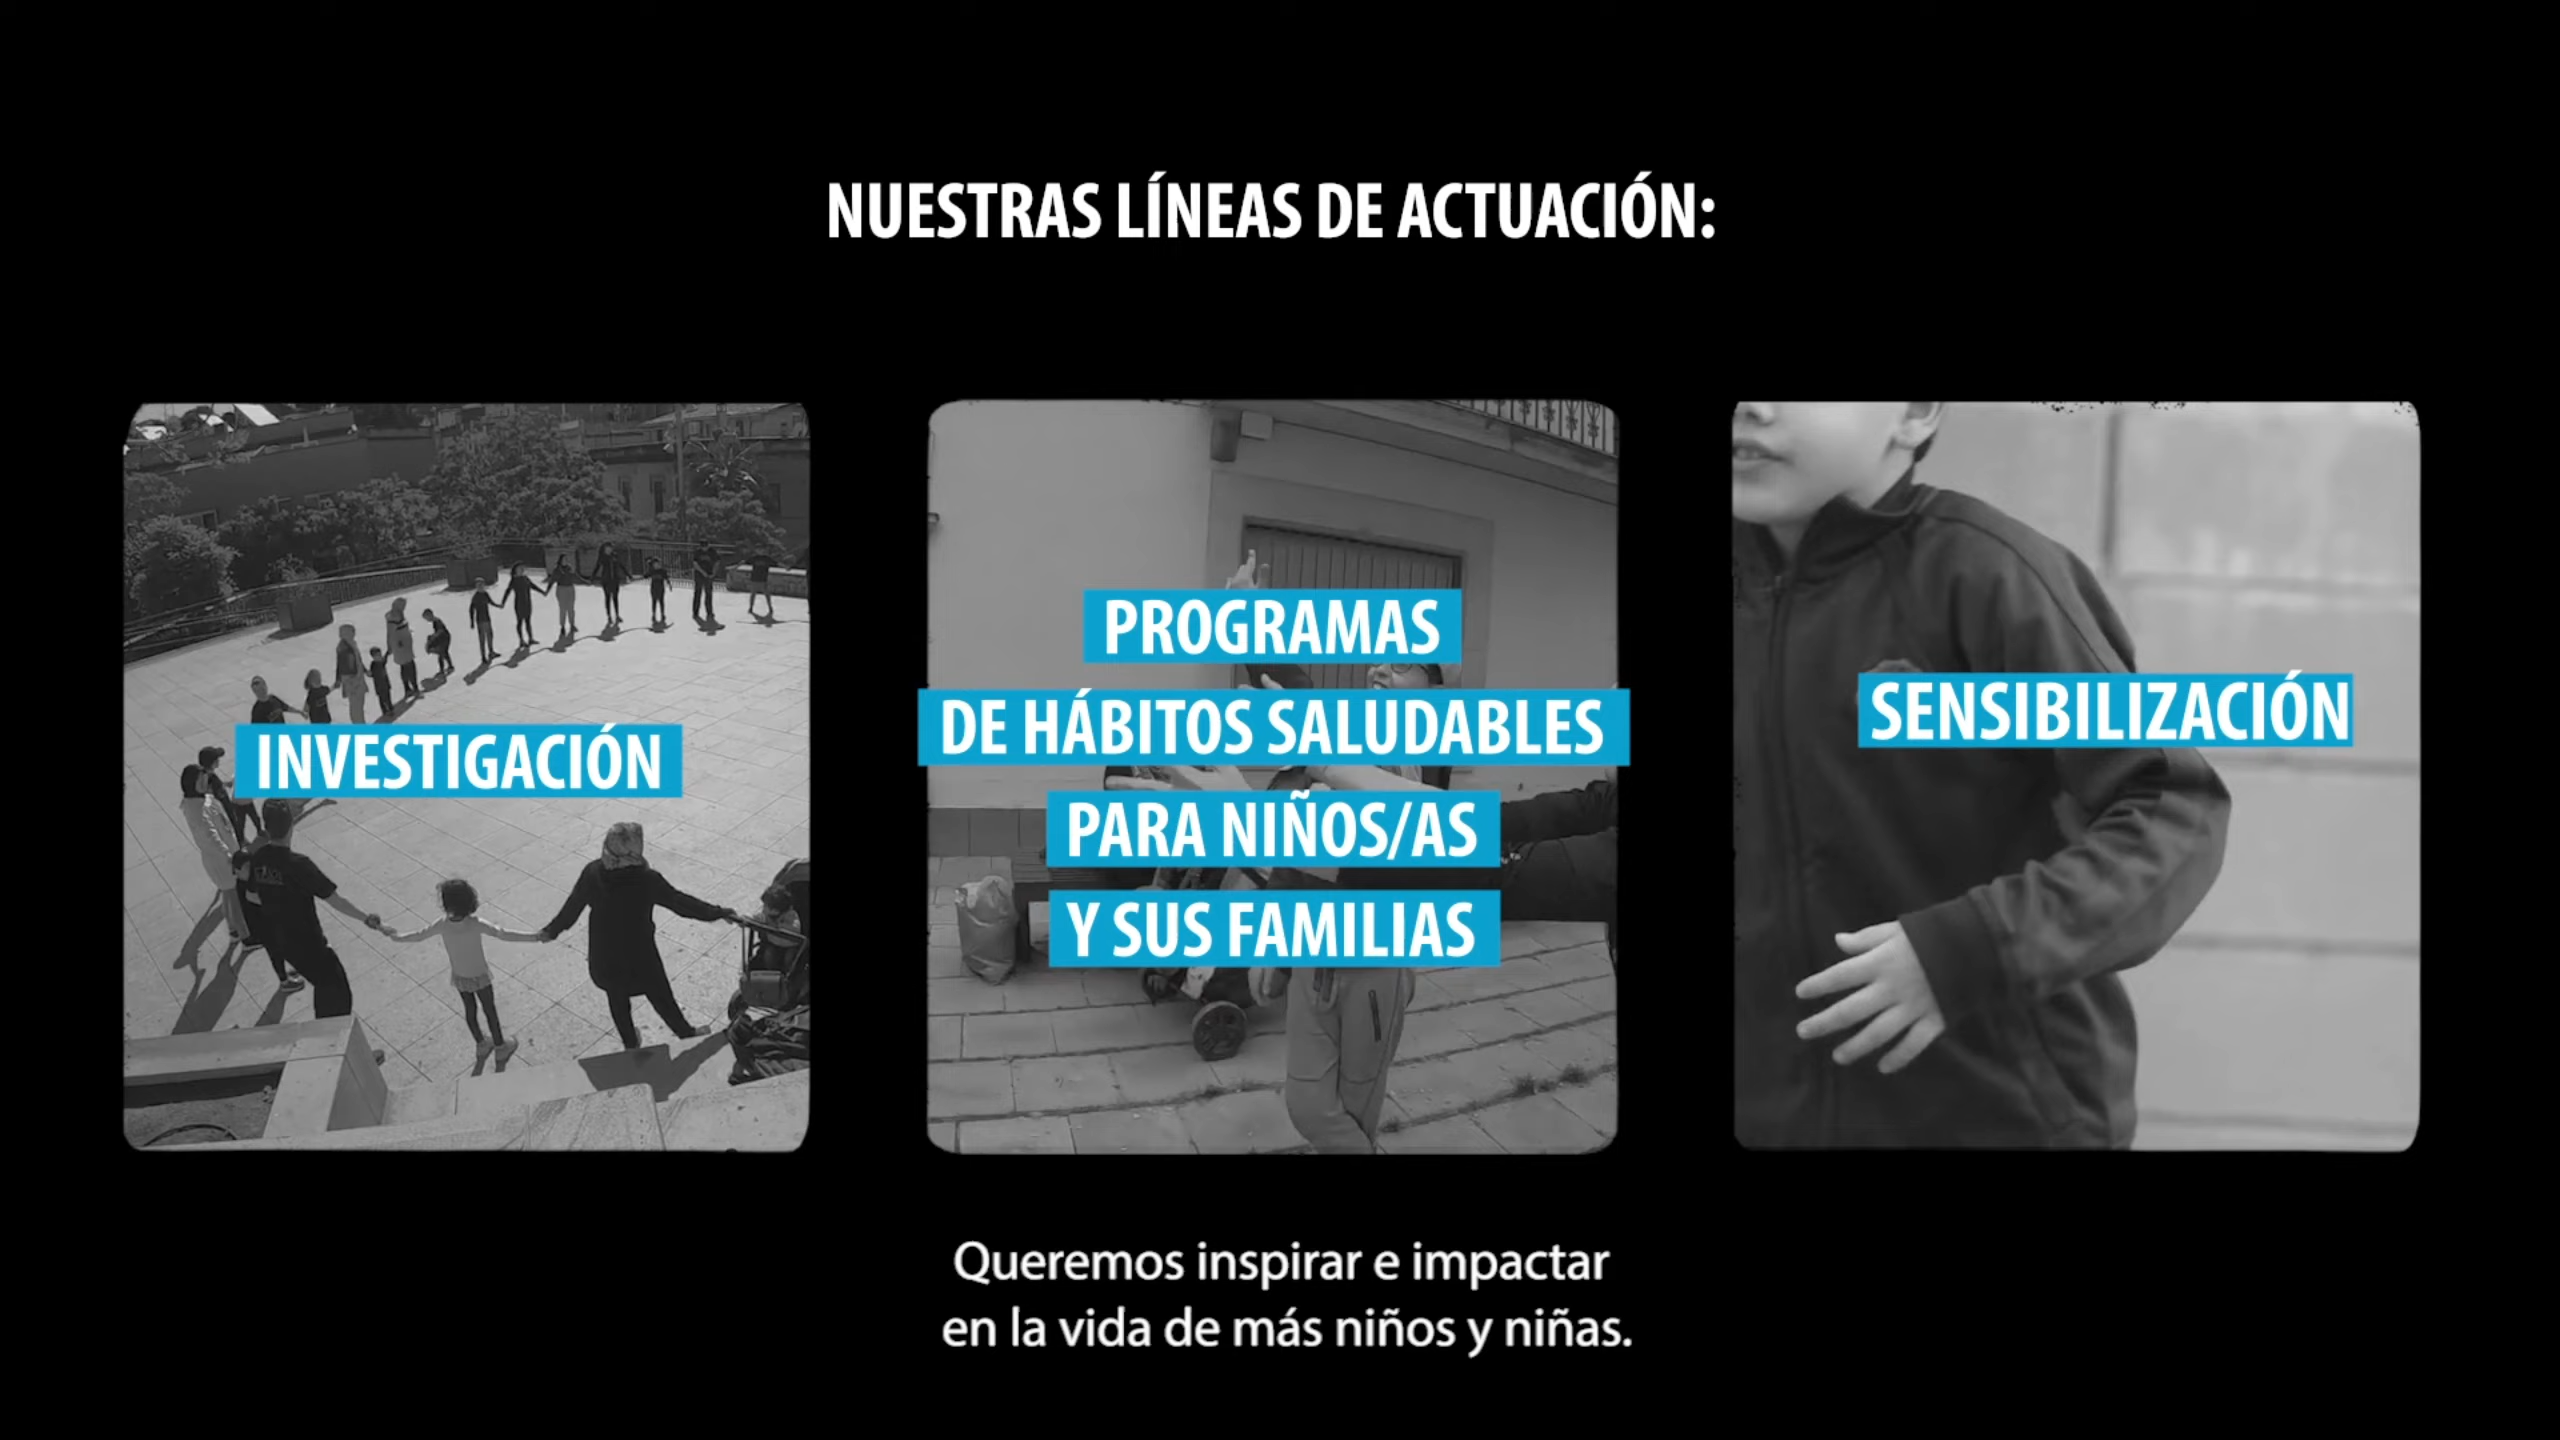 NUESTRAS LÍNEAS DE ACTUACIÓN:
INVESTIGACIÓN
PROGRAMAS
DE HÁBITOS SALUDABLES
PARA NIÑOS/AS
Y SUS FAMILIAS
SENSIBILIZACIÓN
Queremos inspirar e impactar
en la vida de más niños y niñas.